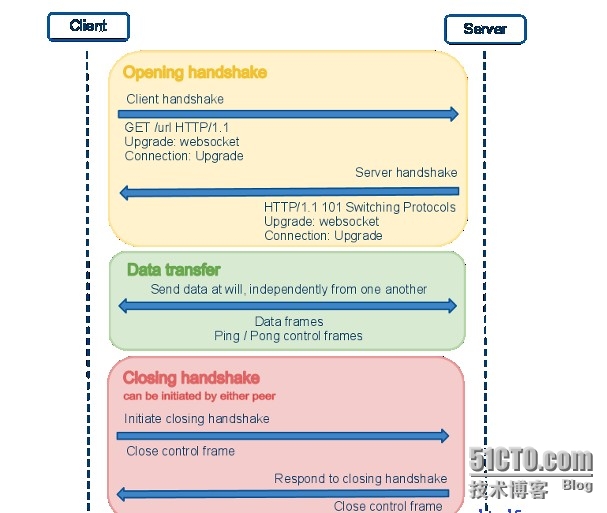 Client
Server
Opening handshake
Client handshake
GET /url HTTP/1.1
Upgrade: websocket
Connection: Upgrade
Server handshake
HTTP/1.1 101 Switching Protocols
Upgrade: websocket
Connection: Upgrade
Data transfer
Send data at will, independently from one another
Data frames
Ping / Pong control frames
Closing handshake
can be initiated by either peer
Initiate closing handshake
Close control frame
Respond to closing handshake
Close control frame
51CTO.com
技术博客 Blog